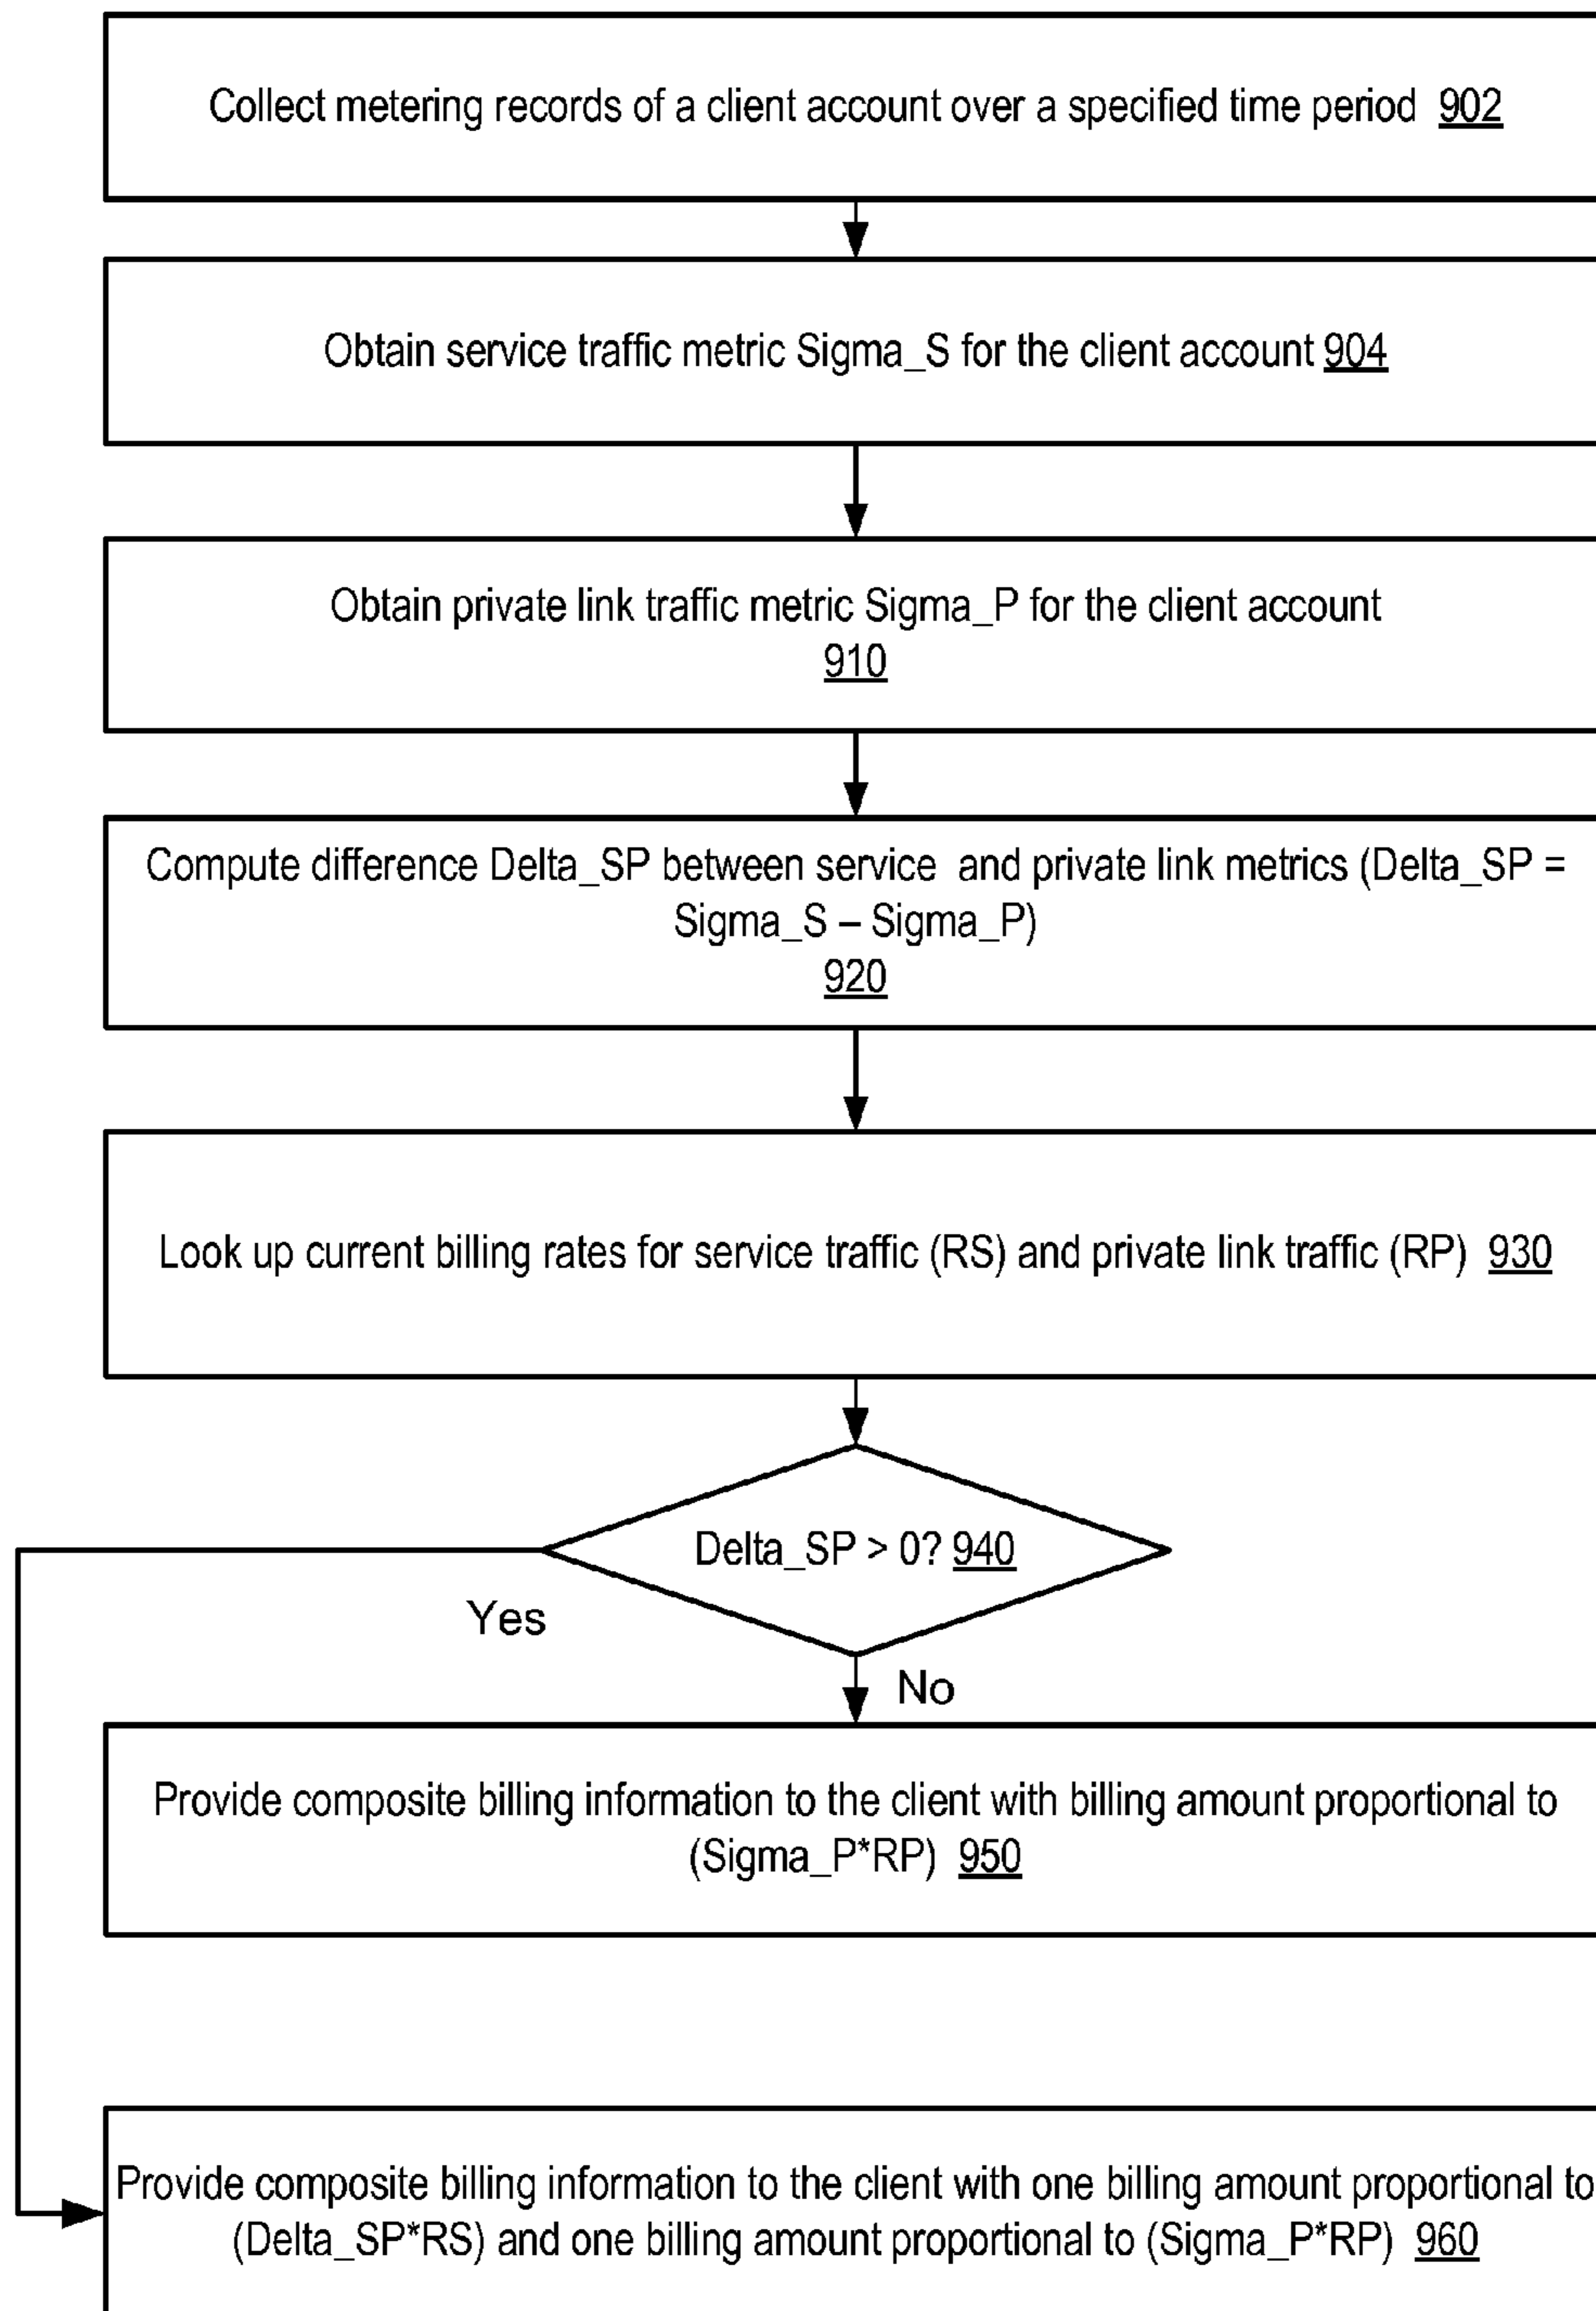 Collect metering records of a client account over a specified time period 902
Obtain service traffic metric Sigma_S for the client account 904
Obtain private link traffic metric Sigma_P for the client account
910
Compute difference Delta_SP between service and private link metrics (Delta_SP =
Sigma_S – Sigma_P)
920
Look up current billing rates for service traffic (RS) and private link traffic (RP) 930
Delta_SP > 0? 940
Yes
No
Provide composite billing information to the client with billing amount proportional to
(Sigma_P*RP) 950
Provide composite billing information to the client with one billing amount proportional to
(Delta_SP*RS) and one billing amount proportional to (Sigma_P*RP) 960